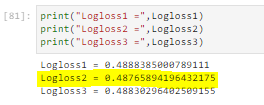 [81]: print("Logloss1 =",Logloss1)
print("Logloss2 =",Logloss2)
print("Logloss3 =",Logloss3)
Logloss1 = 0.4888385000789111
Logloss2 = 0.48765894196432175
Logloss3 = 0.48830296402509155